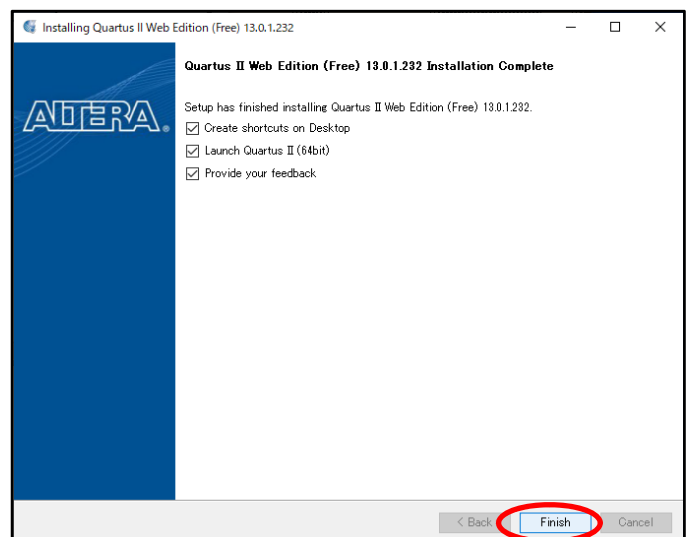 Installing Quartus II Web Edition (Free) 13.0.1.232
Quartus II Web Edition (Free) 13.0.1.232 Installation Complete
ALTERA.
Setup has finished installing Quartus II Web Edition (Free) 13.0.1.232.
Create shortcuts on Desktop
Launch Quartus II (64bit)
Provide your feedback
< Back
Finish
Cancel